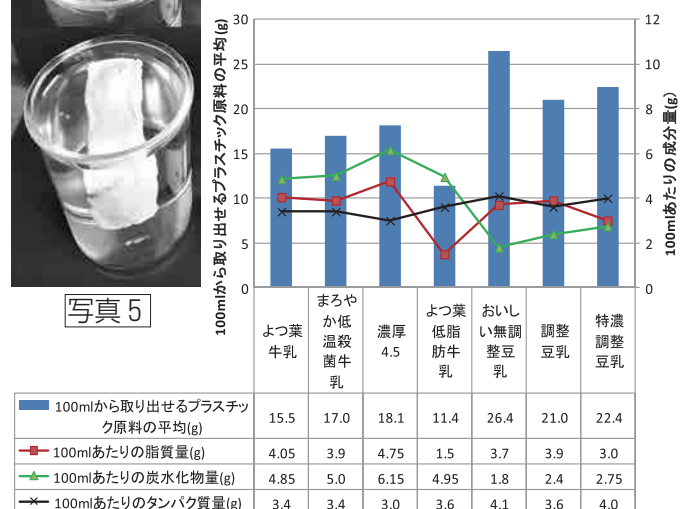 写真５
100mlから取り出せるプラスチック原料の平均(g)
30
25
20
15
10
5
0
12
10
8
6
4
2
0
100mlあたりの成分量(g)
よつ葉
牛乳
まろや
か低
温殺
菌牛
乳
濃厚
4.5
よつ葉
低脂
肪牛
乳
おいし
い無調
整豆
乳
調整
豆乳
特濃
調整
豆乳
100mlから取り出せるプラスチッ
ク原料の平均(g)
15.5 17.0 18.1 11.4 26.4 21.0 22.4
100mlあたりの脂質量(g) 4.05 3.9 4.75 1.5 3.7 3.9 3.0
100mlあたりの炭水化物量(g) 4.85 5.0 6.15 4.95 1.8 2.4 2.75
100mlあたりのタンパク質量(g) 3.4 3.4 3.0 3.6 4.1 3.6 4.0